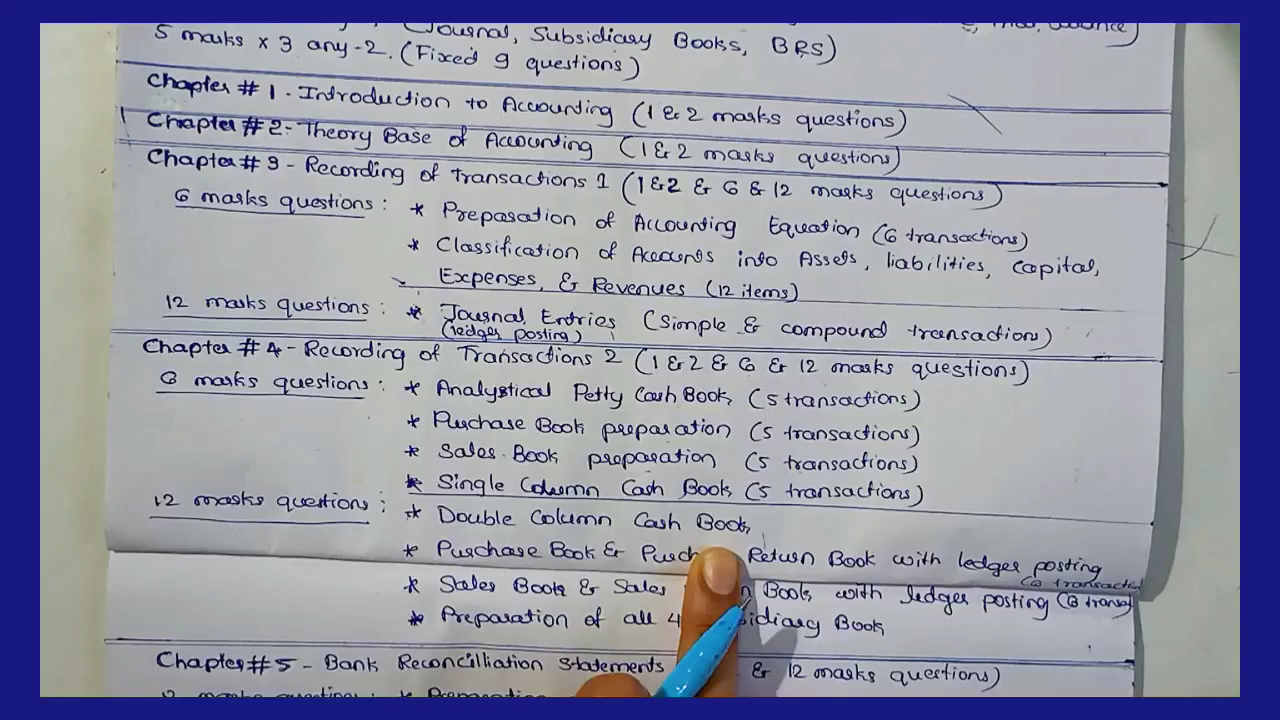 Journal, Subsidiary Books, BRS)
5 marks x 3 any-2. (Fixed 9 questions)
Chapter # 1 - Introduction to Accounting (1 & 2 marks questions)
Chapter # 2 - Theory Base of Accounting (1 & 2 marks questions)
Chapter # 3 - Recording of transactions 1 (1 & 2 & 6 & 12 marks questions)
6 marks questions : * Preparation of Accounting Equation (6 transactions)
* Classification of Accounts into Assets, liabilities, capital,
Expenses, & Revenues (12 items)
12 marks questions : * Journal Entries (Simple & compound transaction)
(ledger posting)
Chapter # 4 - Recording of Transactions 2 (1 & 2 & 6 & 12 marks questions)
6 marks questions : * Analytical Petty Cash Book (5 transactions)
* Purchase Book preparation (5 transactions)
* Sales Book preparation (5 transactions)
* Single Column Cash Book (5 transactions)
12 marks questions : * Double Column Cash Book
* Purchase Book & Return Book with ledger posting
* Sales Book & Sales Book with ledger posting
* Preparation of all 4 Book
Chapter # 5 - Bank Reconcilliation Statements & 12 marks questions)
12 marks questions : * Preparation